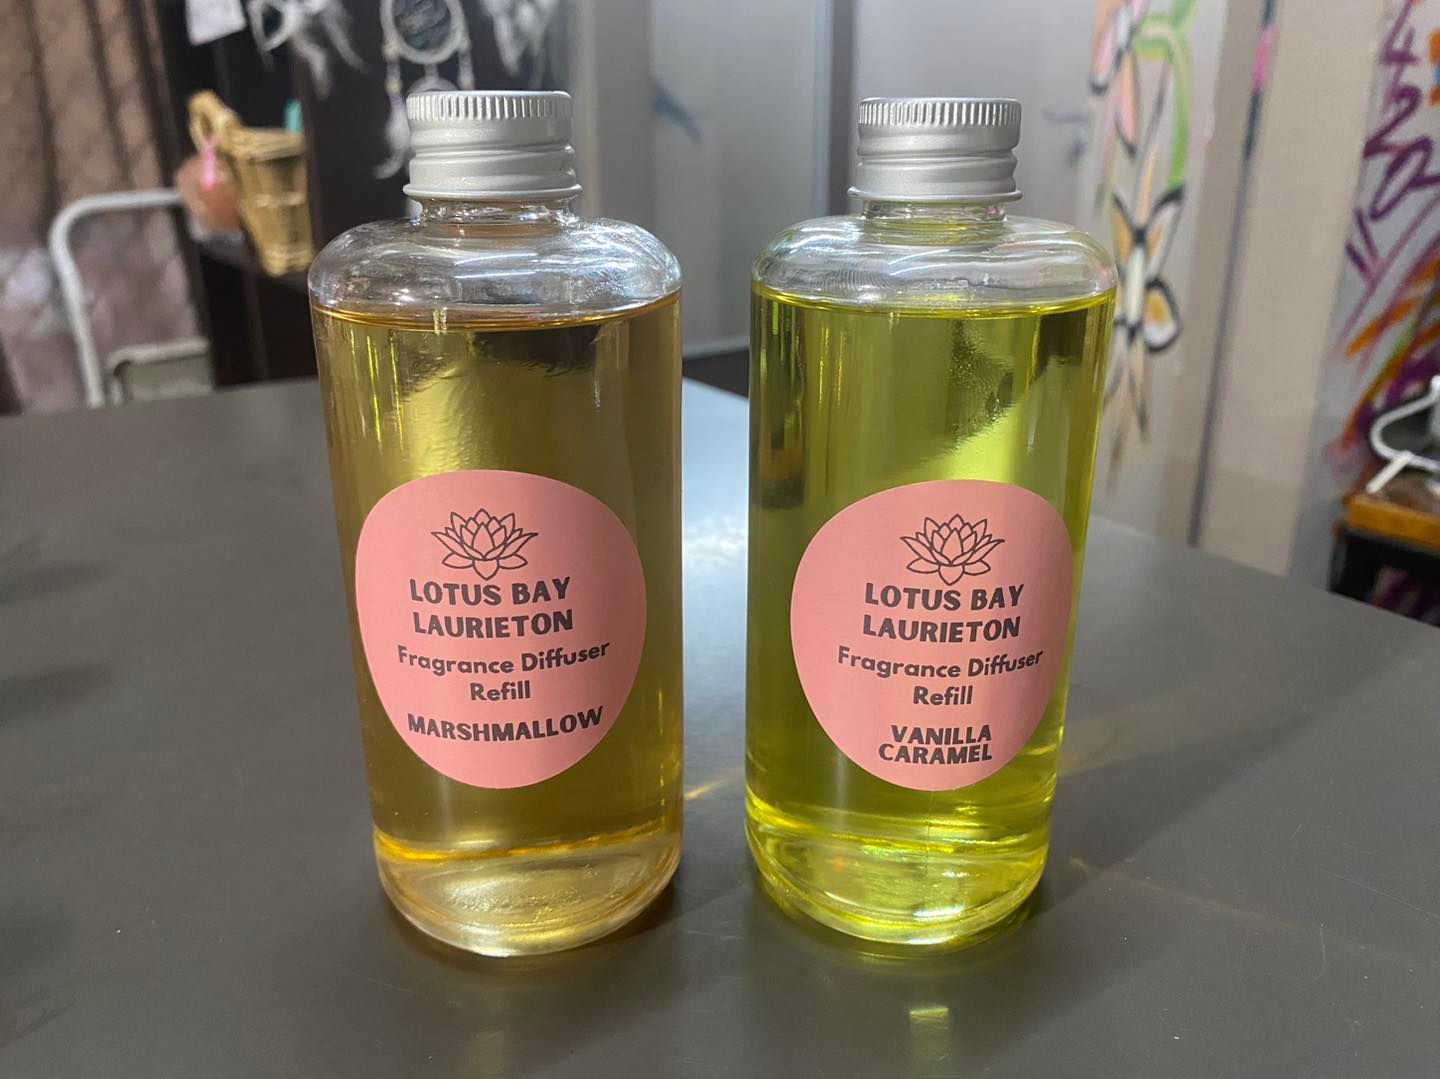 LOTUS BAY
LAURIETON
Fragrance Diffuser
Refill
MARSHMALLOW
LOTUS BAY
LAURIETON
Fragrance Diffuser
Refill
VANILLA
CARAMEL